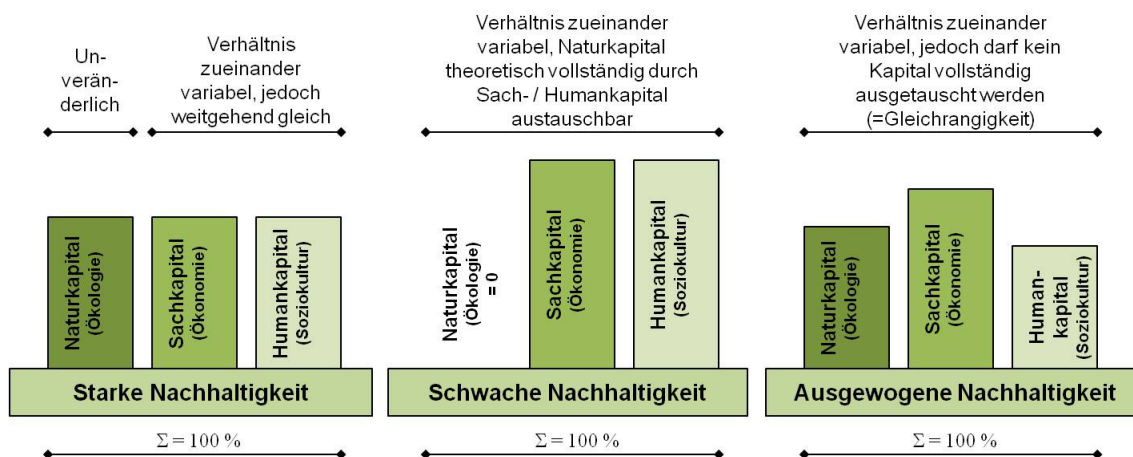 Un-
verän-
derlich
Verhältnis
zueinander
variabel, jedoch
weitgehend gleich
Naturkapital
(Ökologie)
Sachkapital
(Ökonomie)
Humankapital
(Soziokultur)
Starke Nachhaltigkeit
Σ = 100 %
Verhältnis zueinander
variabel, Naturkapital
theoretisch vollständig durch
Sach- / Humankapital
austauschbar
Naturkapital
(Ökologie)
= 0
Sachkapital
(Ökonomie)
Humankapital
(Soziokultur)
Schwache Nachhaltigkeit
Σ = 100 %
Verhältnis zueinander
variabel, jedoch darf kein
Kapital vollständig
ausgetauscht werden
(=Gleichrangigkeit)
Naturkapital
(Ökologie)
Sachkapital
(Ökonomie)
Human-
kapital
(Soziokultur)
Ausgewogene Nachhaltigkeit
Σ = 100 %